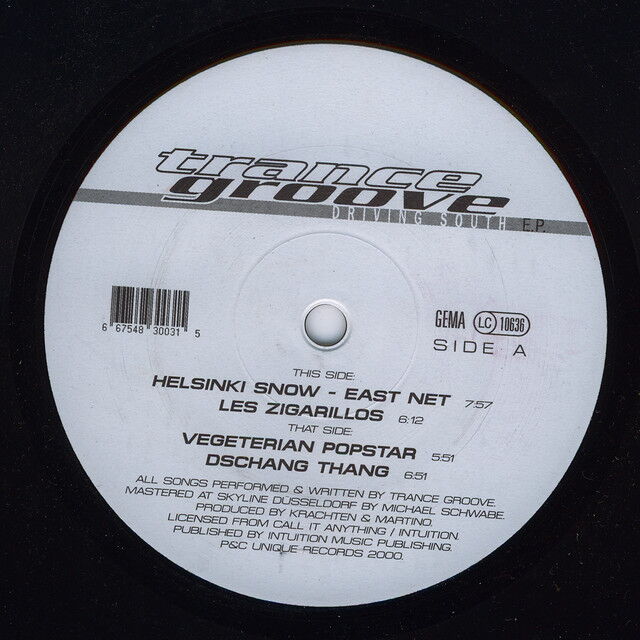 trance
groove
DRIVING SOUTH E.P.
6 67548 30031 5
GEMA LC 10636
SIDE A
THIS SIDE:
HELSINKI SNOW - EAST NET 7:57
LES ZIGARILLOS 6:12
THAT SIDE:
VEGETERIAN POPSTAR 5:51
DSCHANG THANG 6:51
ALL SONGS PERFORMED & WRITTEN BY TRANCE GROOVE.
MASTERED AT SKYLINE DÜSSELDORF BY MICHAEL SCHWABE.
PRODUCED BY KRACHTEN & MARTINO.
LICENSED FROM CALL IT ANYTHING / INTUITION.
PUBLISHED BY INTUITION MUSIC PUBLISHING.
P&C UNIQUE RECORDS 2000.